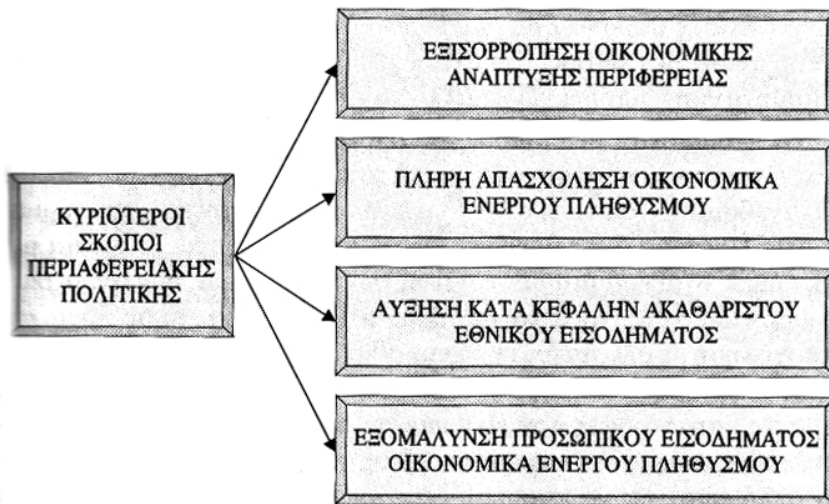 ΚΥΡΙΟΤΕΡΟΙ
ΣΚΟΠΟΙ
ΠΕΡΙΑΦΕΡΕΙΑΚΗΣ
ΠΟΛΙΤΙΚΗΣ
ΕΞΙΣΟΡΡΟΠΗΣΗ ΟΙΚΟΝΟΜΙΚΗΣ
ΑΝΑΠΤΥΞΗΣ ΠΕΡΙΦΕΡΕΙΑΣ
ΠΛΗΡΗ ΑΠΑΣΧΟΛΗΣΗ ΟΙΚΟΝΟΜΙΚΑ
ΕΝΕΡΓΟΥ ΠΛΗΘΥΣΜΟΥ
ΑΥΞΗΣΗ ΚΑΤΑ ΚΕΦΑΛΗΝ ΑΚΑΘΑΡΙΣΤΟΥ
ΕΘΝΙΚΟΥ ΕΙΣΟΔΗΜΑΤΟΣ
ΕΞΟΜΑΛΥΝΣΗ ΠΡΟΣΩΠΙΚΟΥ ΕΙΣΟΔΗΜΑΤΟΣ
ΟΙΚΟΝΟΜΙΚΑ ΕΝΕΡΓΟΥ ΠΛΗΘΥΣΜΟΥ